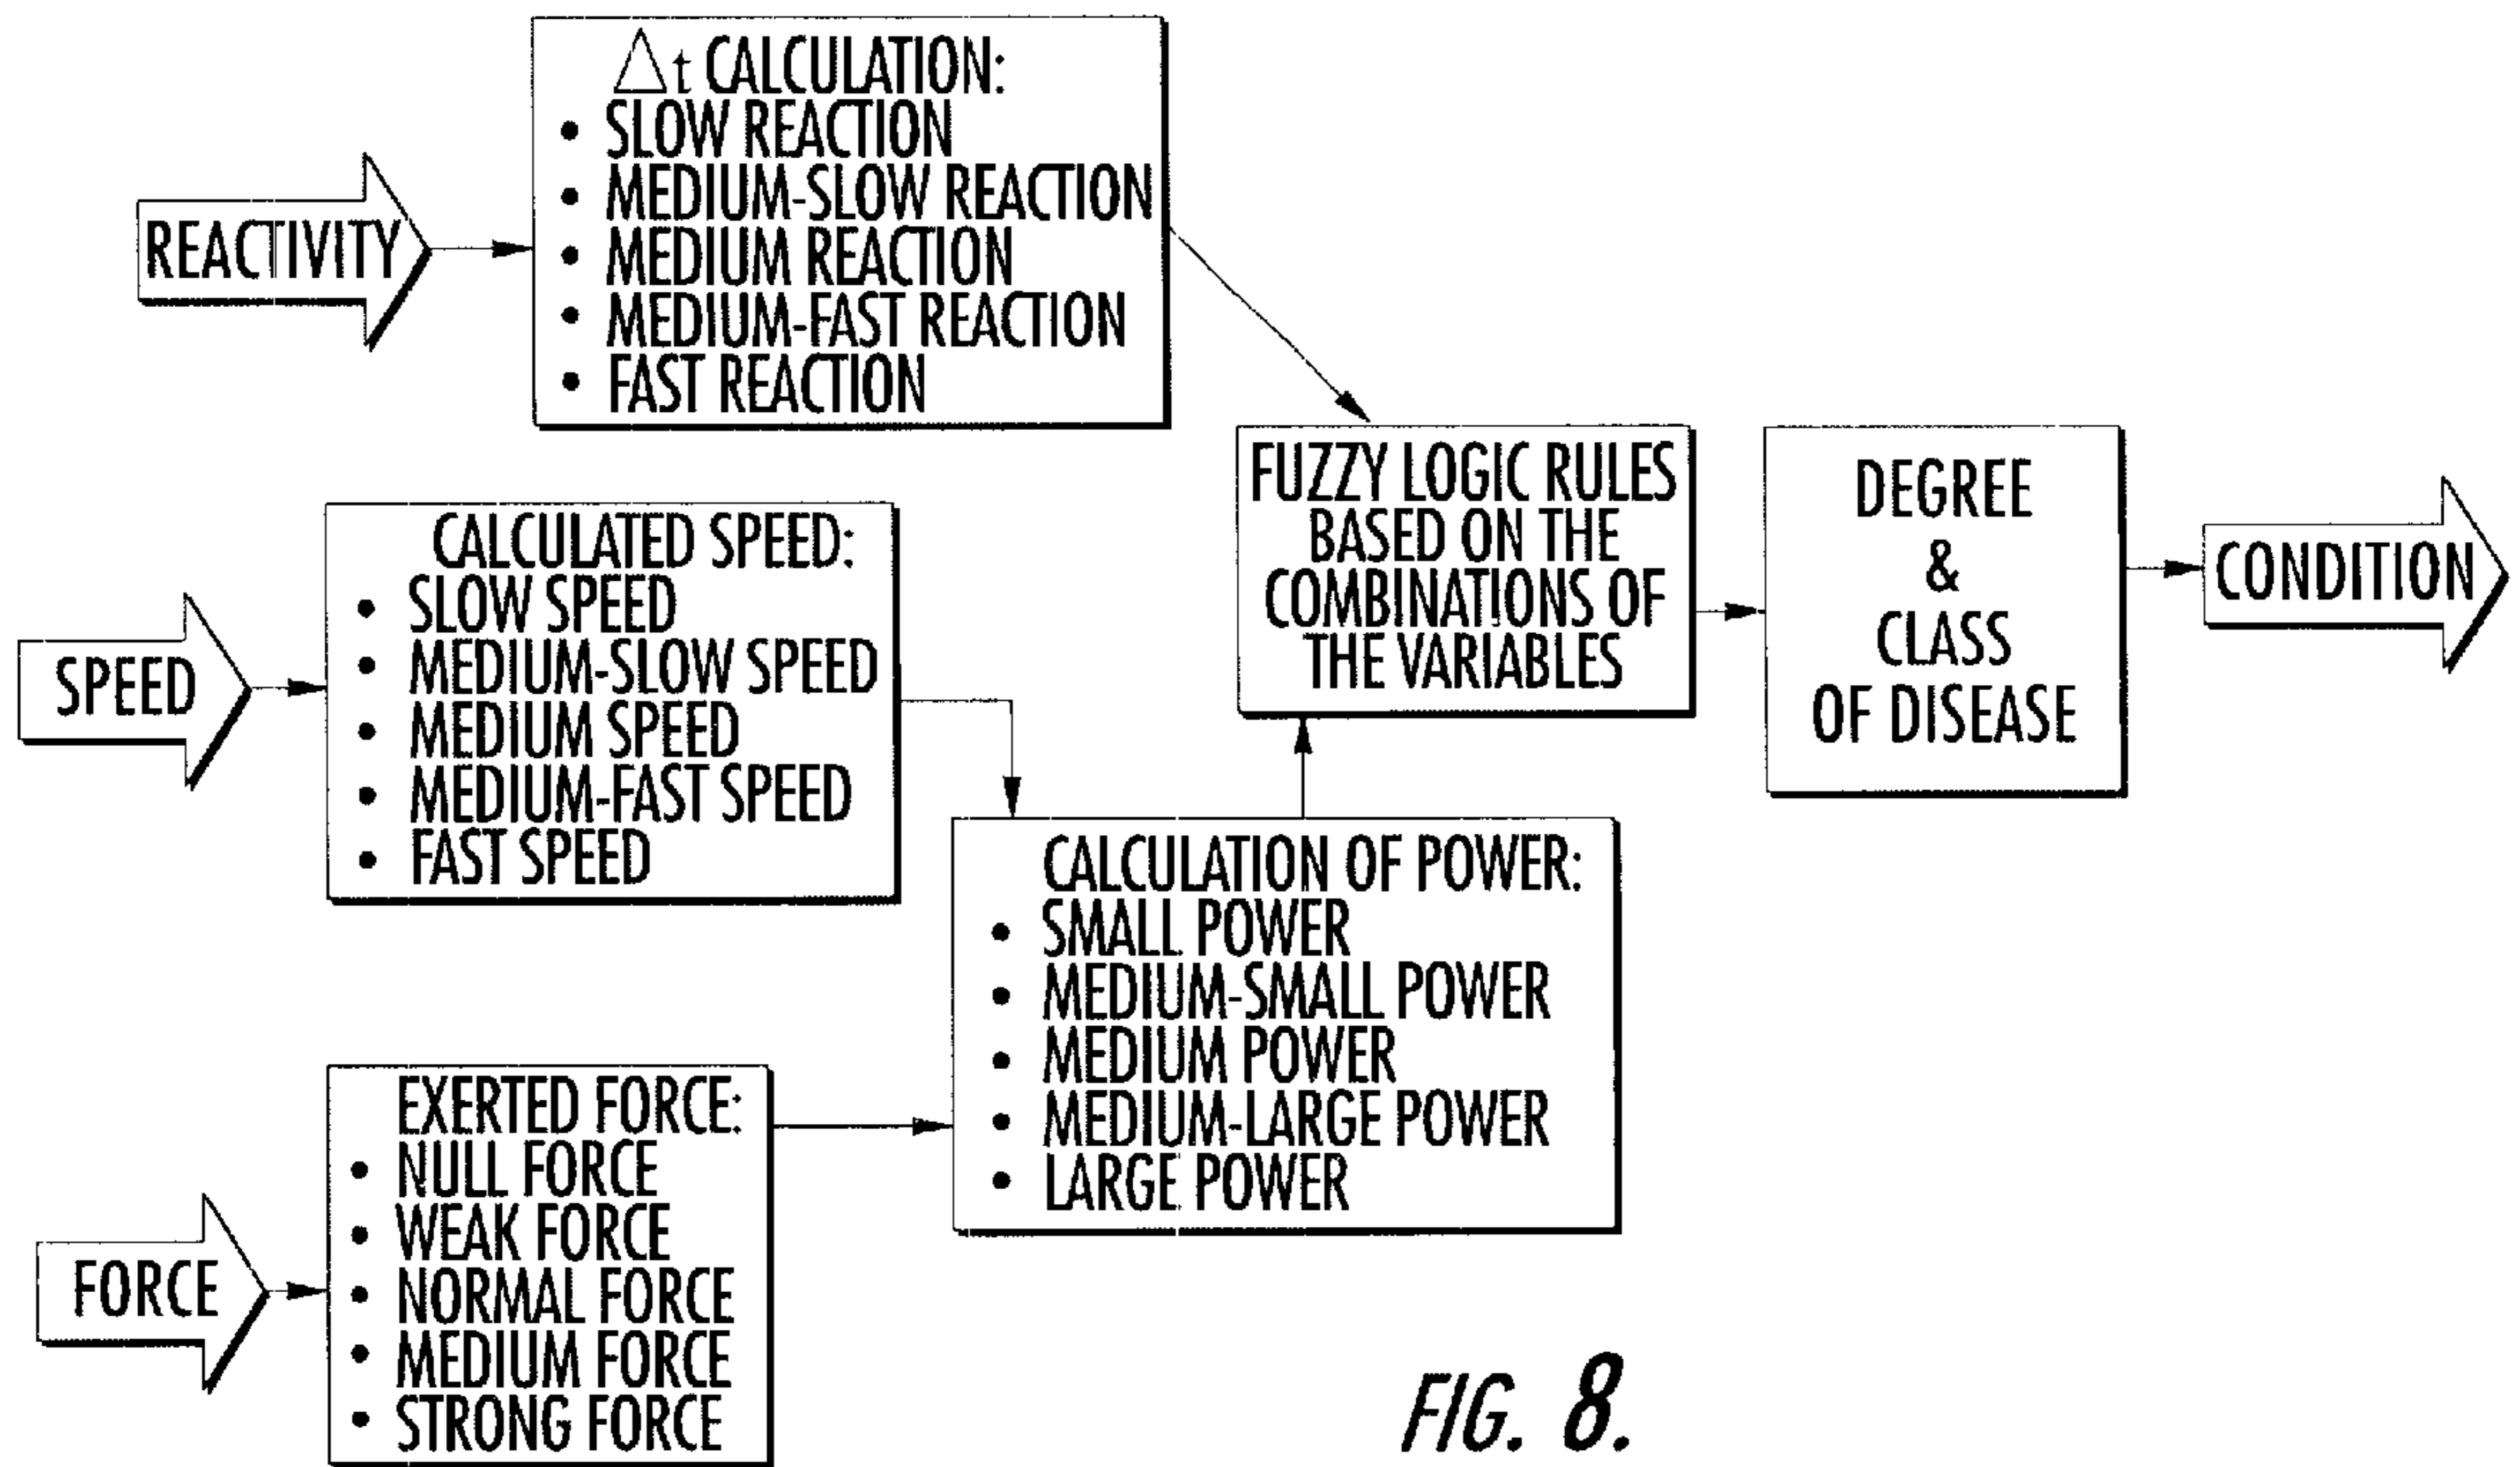 REACTIVITY
△t CALCULATION:
• SLOW REACTION
• MEDIUM-SLOW REACTION
• MEDIUM REACTION
• MEDIUM-FAST REACTION
• FAST REACTION
SPEED
CALCULATED SPEED:
• SLOW SPEED
• MEDIUM-SLOW SPEED
• MEDIUM SPEED
• MEDIUM-FAST SPEED
• FAST SPEED
FORCE
EXERTED FORCE:
• NULL FORCE
• WEAK FORCE
• NORMAL FORCE
• MEDIUM FORCE
• STRONG FORCE
CALCULATION OF POWER:
• SMALL POWER
• MEDIUM-SMALL POWER
• MEDIUM POWER
• MEDIUM-LARGE POWER
• LARGE POWER
FUZZY LOGIC RULES
BASED ON THE
COMBINATIONS OF
THE VARIABLES
DEGREE
&
CLASS
OF DISEASE
CONDITION
FIG. 8.